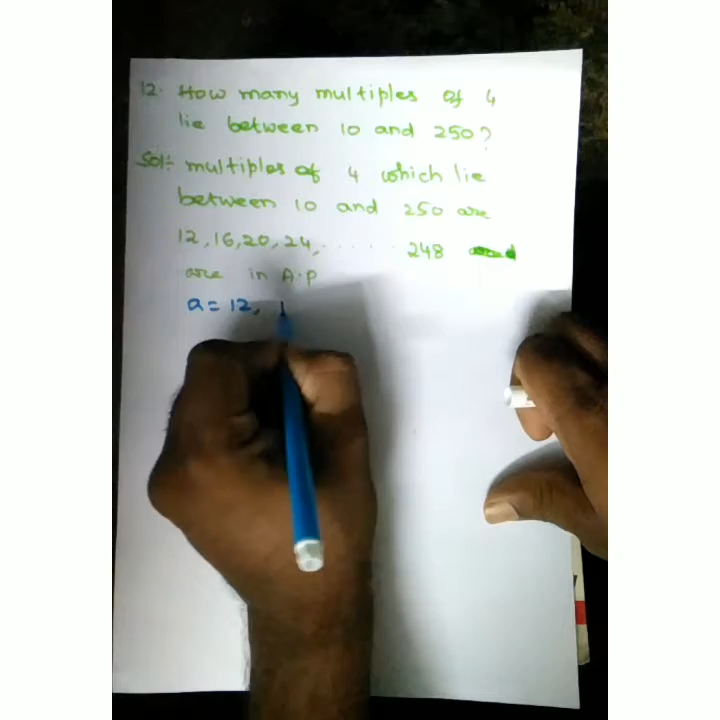 12. How many multiples of 4
lie between 10 and 250?
Sol:- multiples of 4 which lie
between 10 and 250 are
12, 16, 20, 24, ...... 248
are in A.P
a = 12,